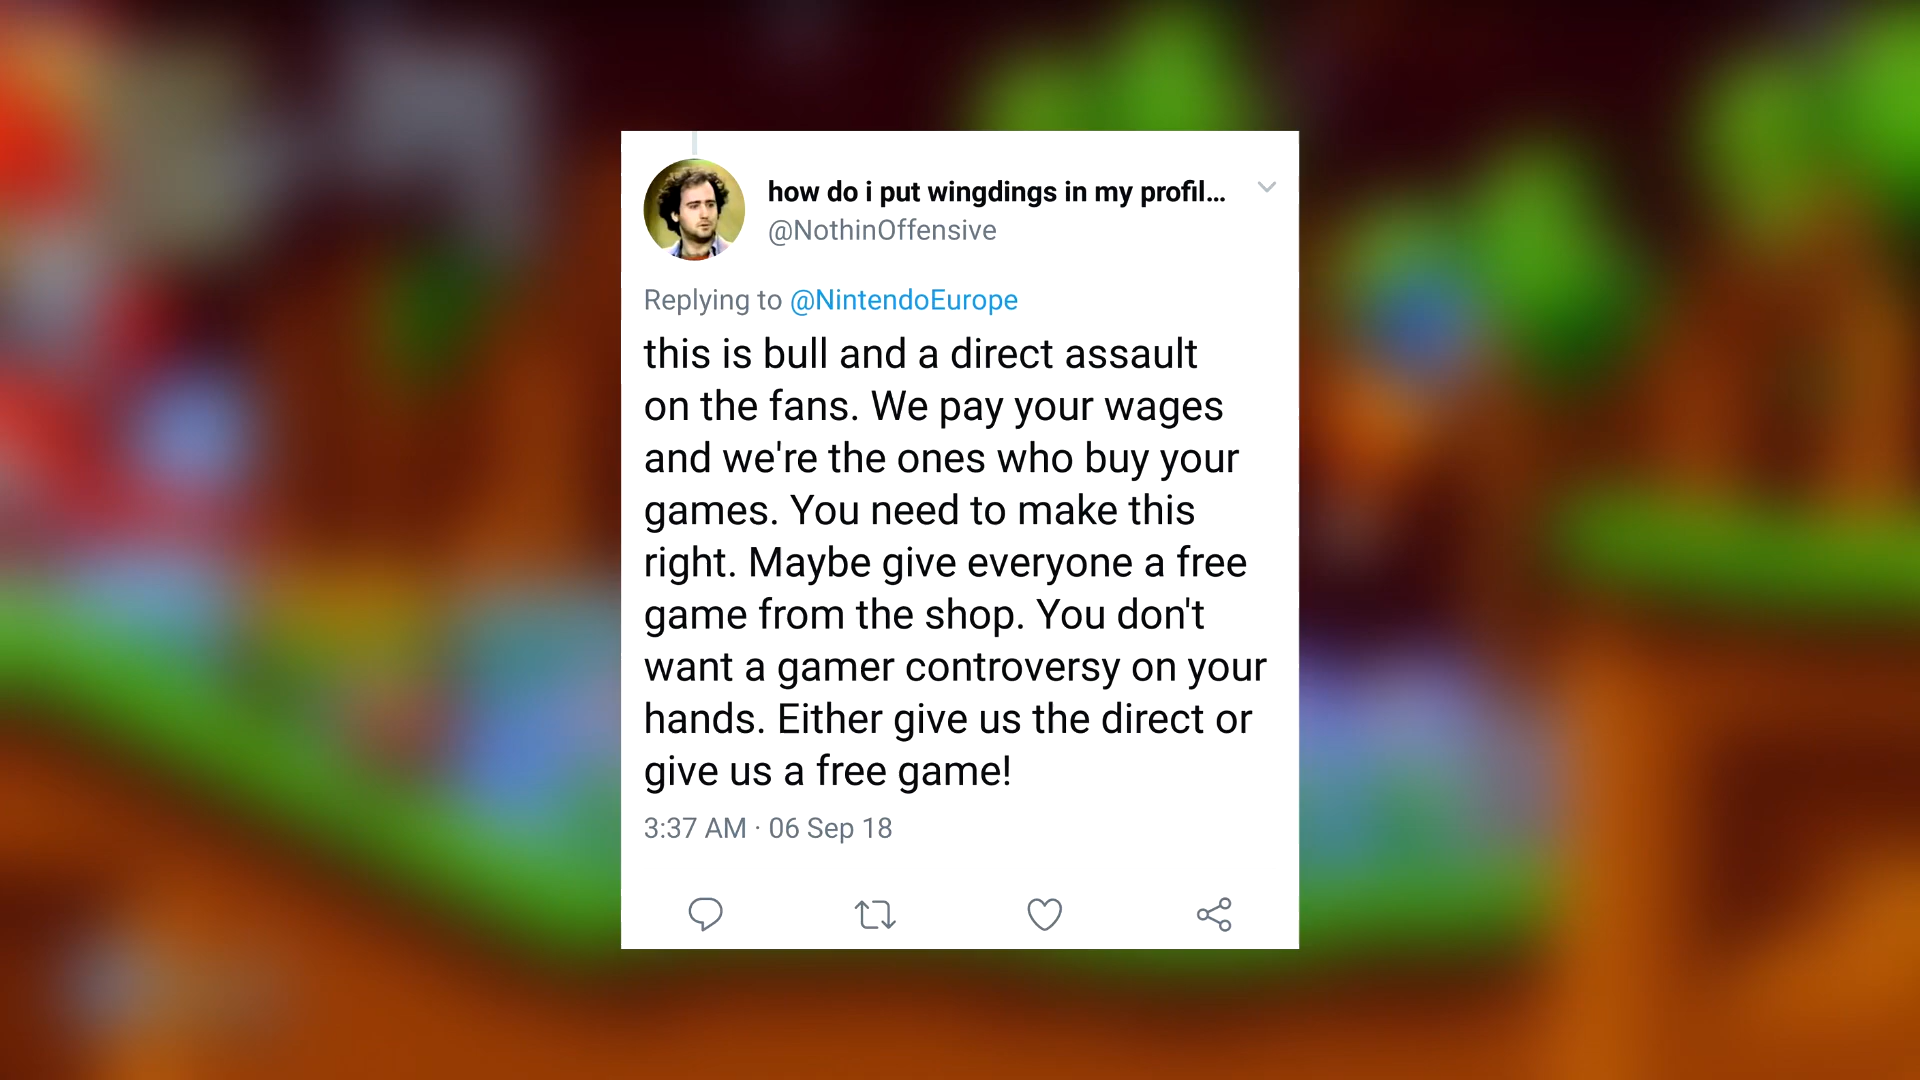 how do i put wingdings in my profil...
@NothinOffensive
Replying to @NintendoEurope
this is bull and a direct assault
on the fans. We pay your wages
and we're the ones who buy your
games. You need to make this
right. Maybe give everyone a free
game from the shop. You don't
want a gamer controversy on your
hands. Either give us the direct or
give us a free game!
3:37 AM · 06 Sep 18